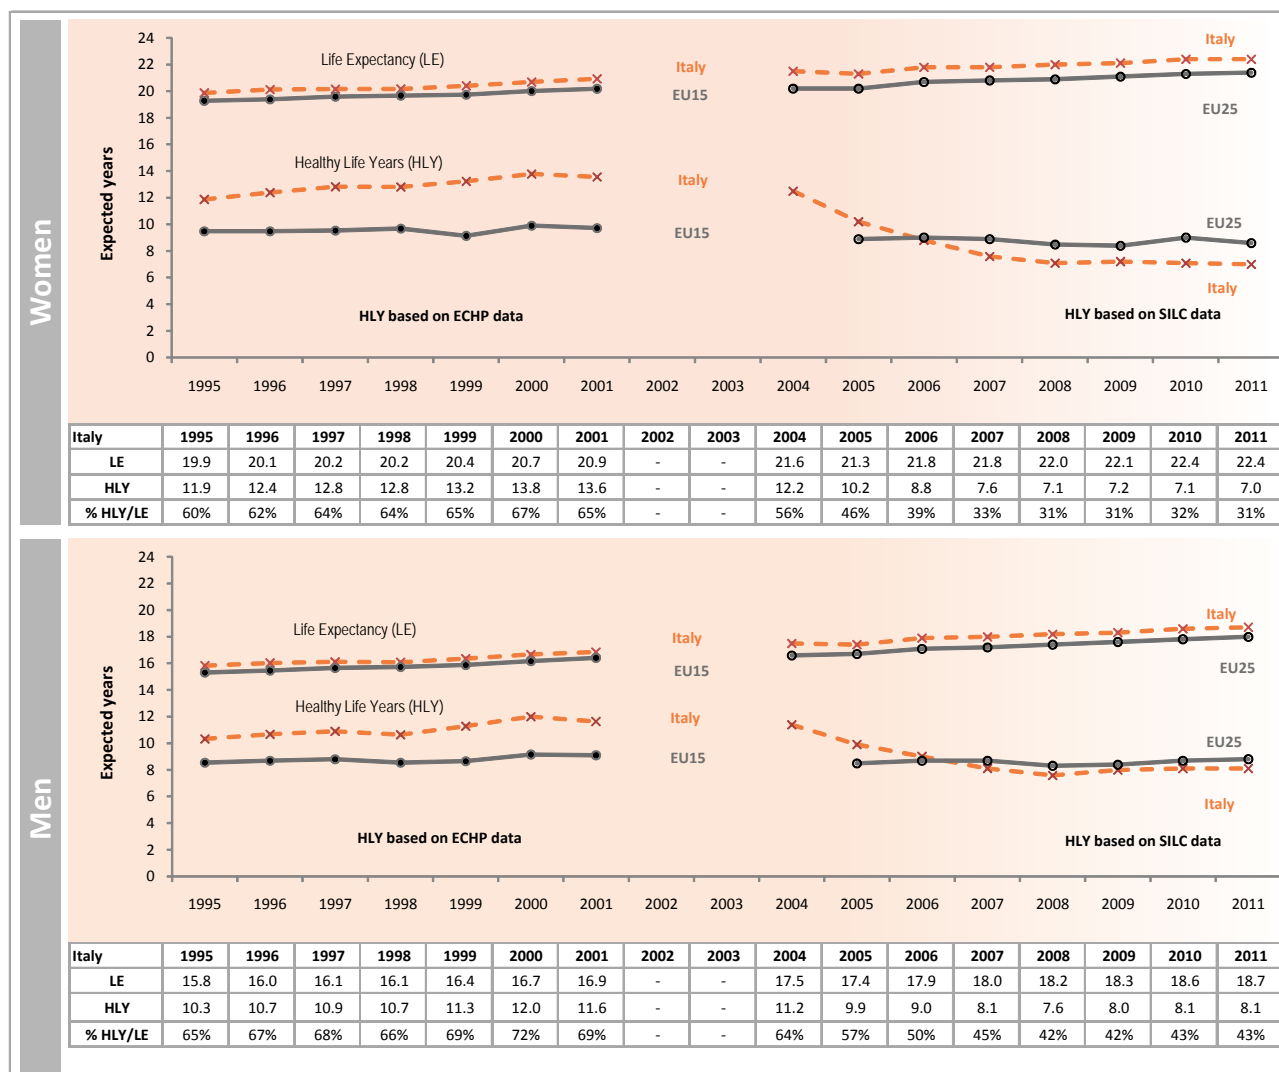 Women
Expected years
24
22
20
18
16
14
12
10
8
6
4
2
0
Life Expectancy (LE)
Italy
EU15
Healthy Life Years (HLY)
Italy
EU15
Italy
EU25
EU25
Italy
HLY based on ECHP data
HLY based on SILC data
1995 1996 1997 1998 1999 2000 2001 2002 2003 2004 2005 2006 2007 2008 2009 2010 2011
Italy 1995 1996 1997 1998 1999 2000 2001 2002 2003 2004 2005 2006 2007 2008 2009 2010 2011
LE 19.9 20.1 20.2 20.2 20.4 20.7 20.9 - - 21.6 21.3 21.8 21.8 22.0 22.1 22.4 22.4
HLY 11.9 12.4 12.8 12.8 13.2 13.8 13.6 - - 12.2 10.2 8.8 7.6 7.1 7.2 7.1 7.0
% HLY/LE 60% 62% 64% 64% 65% 67% 65% - - 56% 46% 39% 33% 31% 31% 32% 31%
Men
Expected years
24
22
20
18
16
14
12
10
8
6
4
2
0
Life Expectancy (LE)
Italy
EU15
Healthy Life Years (HLY)
Italy
EU15
Italy
EU25
EU25
Italy
HLY based on ECHP data
HLY based on SILC data
1995 1996 1997 1998 1999 2000 2001 2002 2003 2004 2005 2006 2007 2008 2009 2010 2011
Italy 1995 1996 1997 1998 1999 2000 2001 2002 2003 2004 2005 2006 2007 2008 2009 2010 2011
LE 15.8 16.0 16.1 16.1 16.4 16.7 16.9 - - 17.5 17.4 17.9 18.0 18.2 18.3 18.6 18.7
HLY 10.3 10.7 10.9 10.7 11.3 12.0 11.6 - - 11.2 9.9 9.0 8.1 7.6 8.0 8.1 8.1
% HLY/LE 65% 67% 68% 66% 69% 72% 69% - - 64% 57% 50% 45% 42% 42% 43% 43%